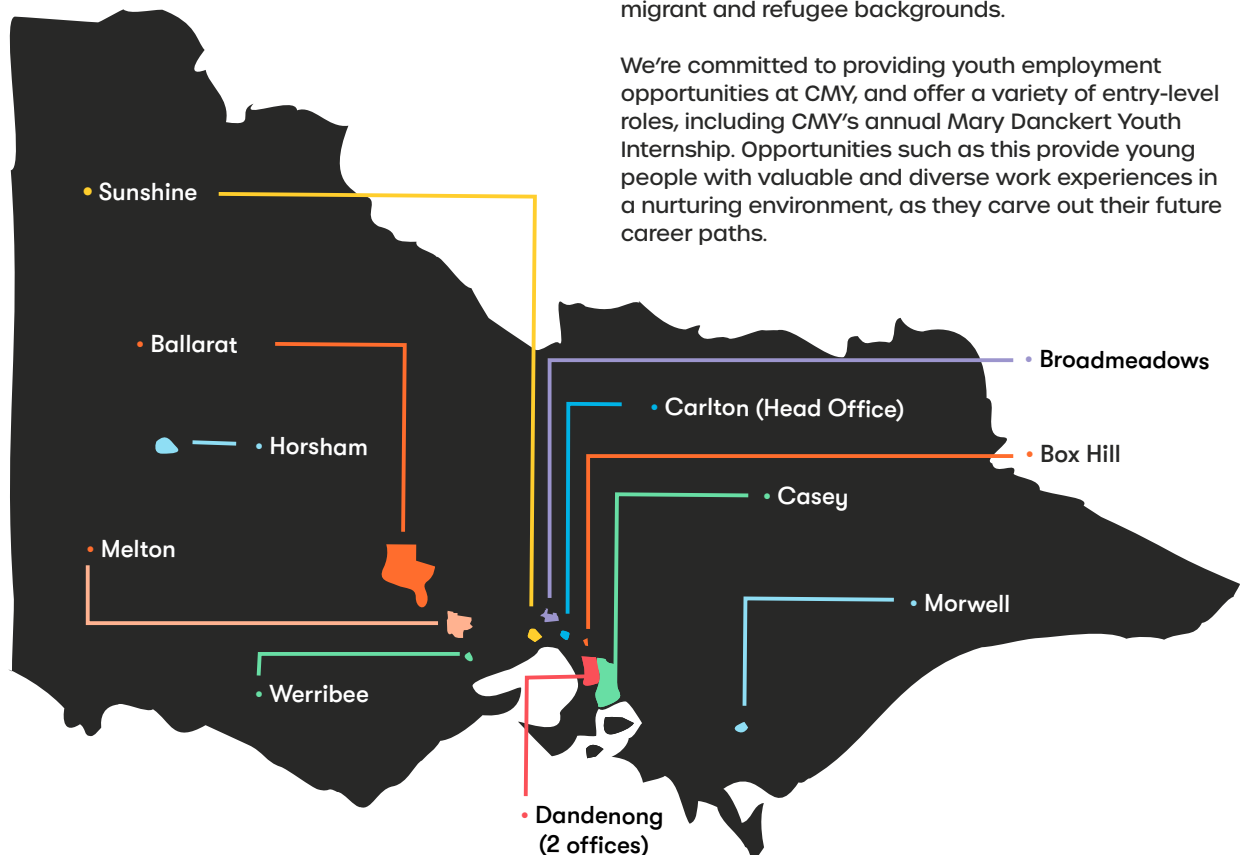 migrant and refugee backgrounds.
We’re committed to providing youth employment
opportunities at CMY, and offer a variety of entry-level
roles, including CMY’s annual Mary Danckert Youth
Internship. Opportunities such as this provide young
people with valuable and diverse work experiences in
a nurturing environment, as they carve out their future
career paths.
Sunshine
Ballarat
Broadmeadows
Carlton (Head Office)
Horsham
Box Hill
Casey
Melton
Morwell
Werribee
Dandenong
(2 offices)